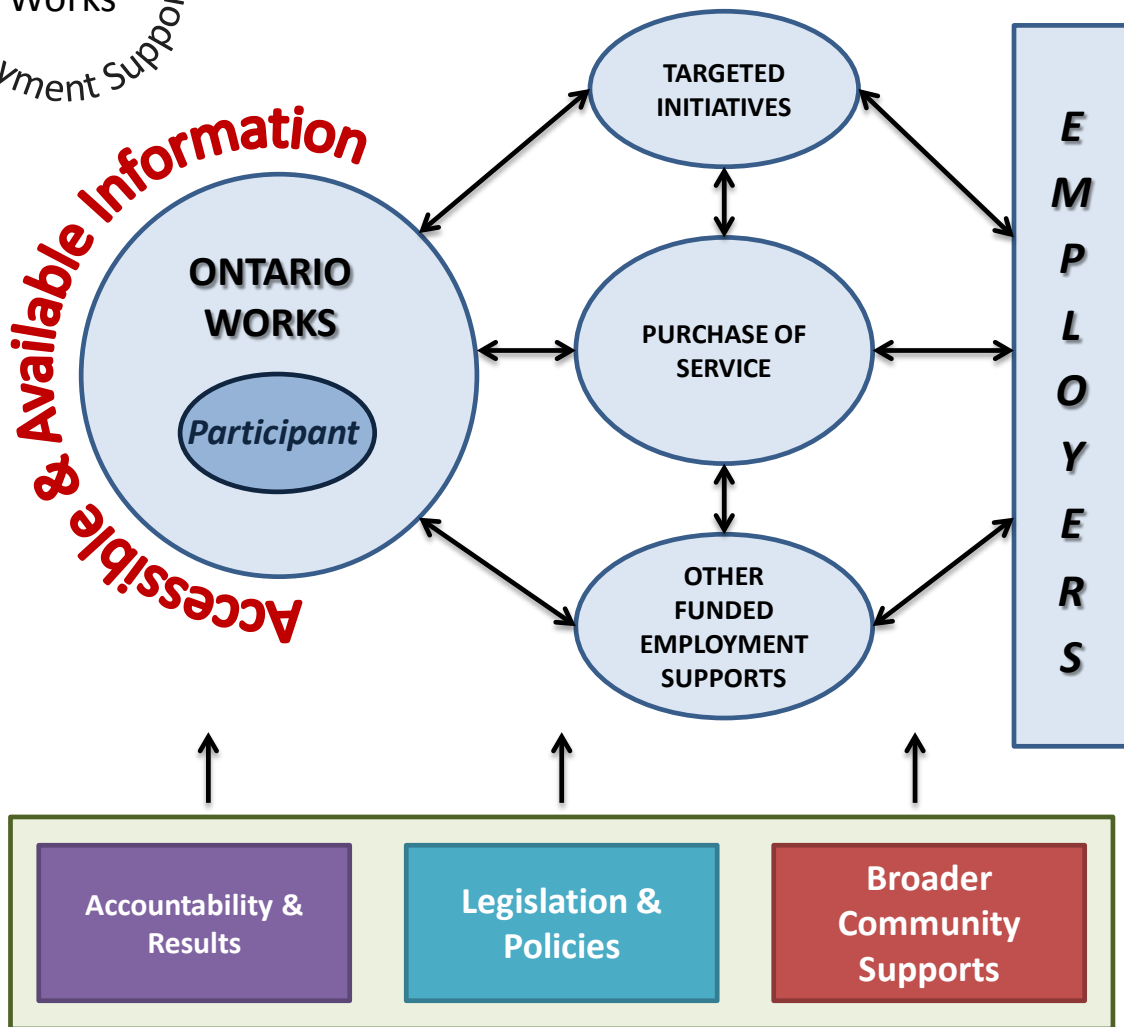 Works
yment Suppor
Accessible & Available Information
ONTARIO
WORKS
Participant
TARGETED
INITIATIVES
PURCHASE OF
SERVICE
OTHER
FUNDED
EMPLOYMENT
SUPPORTS
E
M
P
L
O
Y
E
R
S
Accountability &
Results
Legislation &
Policies
Broader
Community
Supports